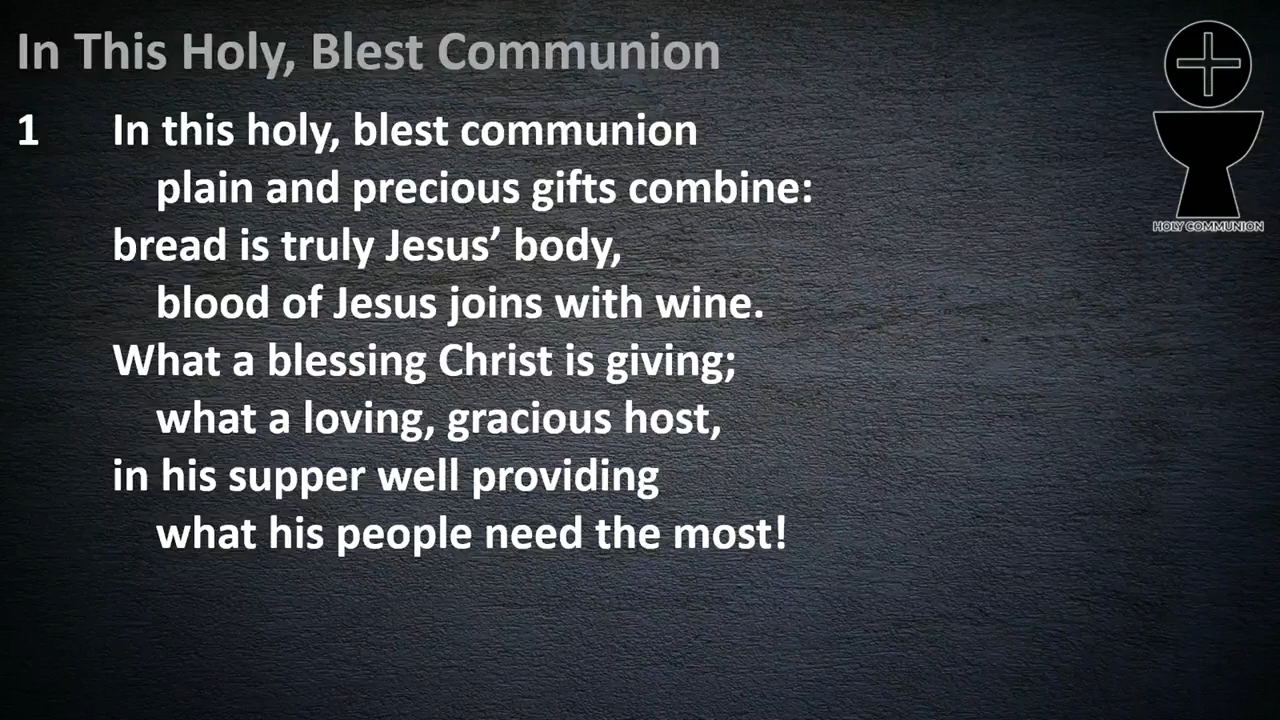 In This Holy, Blest Communion
1 In this holy, blest communion
plain and precious gifts combine:
bread is truly Jesus’ body,
blood of Jesus joins with wine.
What a blessing Christ is giving;
what a loving, gracious host,
in his supper well providing
what his people need the most!
HOLY COMMUNION